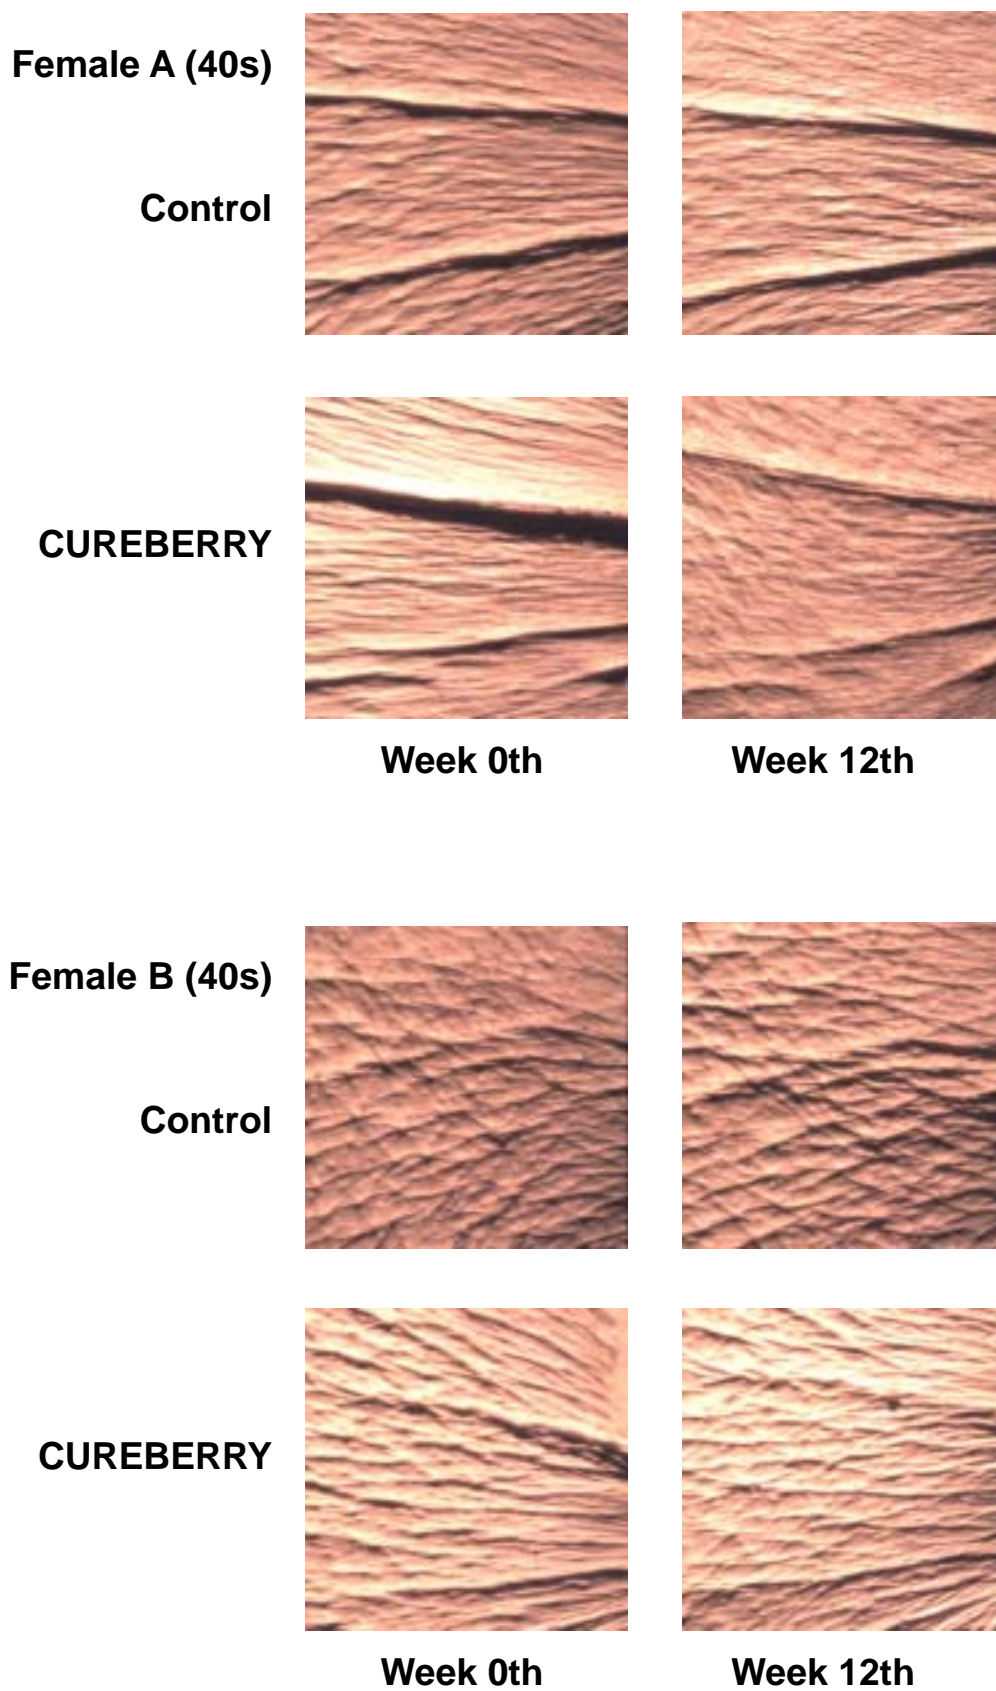 Female A (40s)
Control
CUREBERRY
Week 0th
Week 12th
Female B (40s)
Control
CUREBERRY
Week 0th
Week 12th